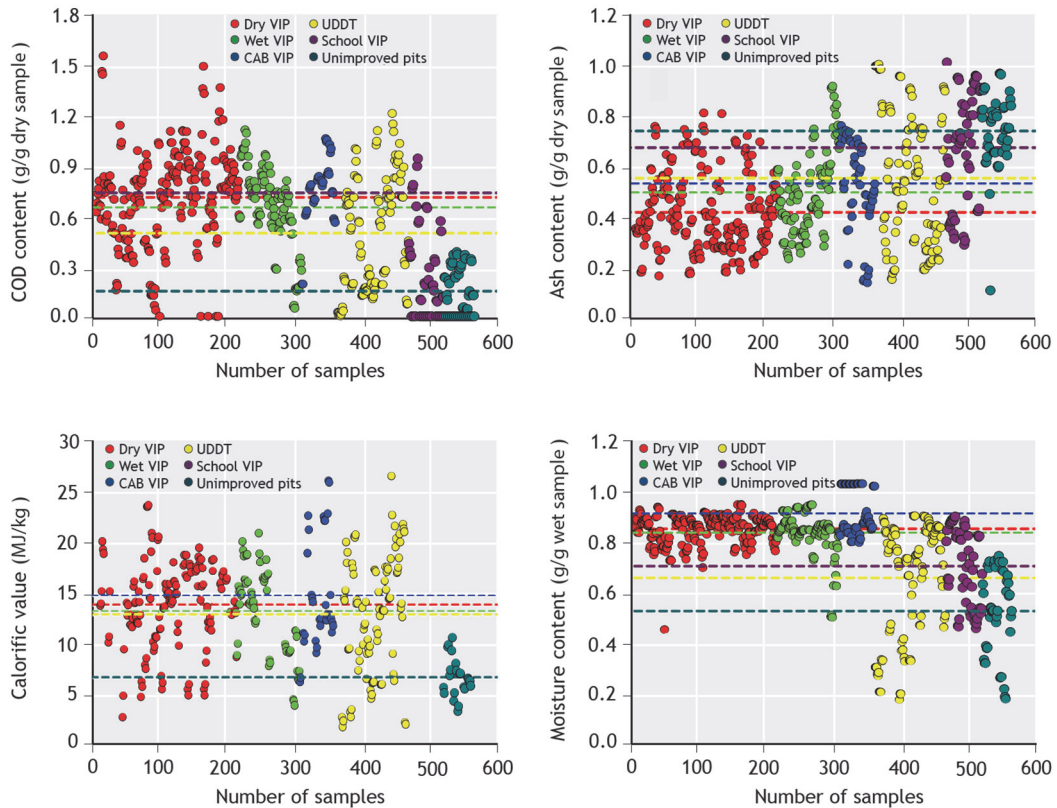 COD content (g/g dry sample)
1.8
1.5
1.2
0.9
0.6
0.3
0.0
Dry VIP
Wet VIP
CAB VIP
UDDT
School VIP
Unimproved pits
0 100 200 300 400 500 600
Number of samples
Ash content (g/g dry sample)
1.2
1.0
0.8
0.6
0.4
0.2
0.0
Dry VIP
Wet VIP
CAB VIP
UDDT
School VIP
Unimproved pits
0 100 200 300 400 500 600
Number of samples
Calorific value (MJ/kg)
30
25
20
15
10
5
0
Dry VIP
Wet VIP
CAB VIP
UDDT
School VIP
Unimproved pits
0 100 200 300 400 500 600
Number of samples
Moisture content (g/g wet sample)
1.2
1.0
0.8
0.6
0.4
0.2
0.0
Dry VIP
Wet VIP
CAB VIP
UDDT
School VIP
Unimproved pits
0 100 200 300 400 500 600
Number of samples